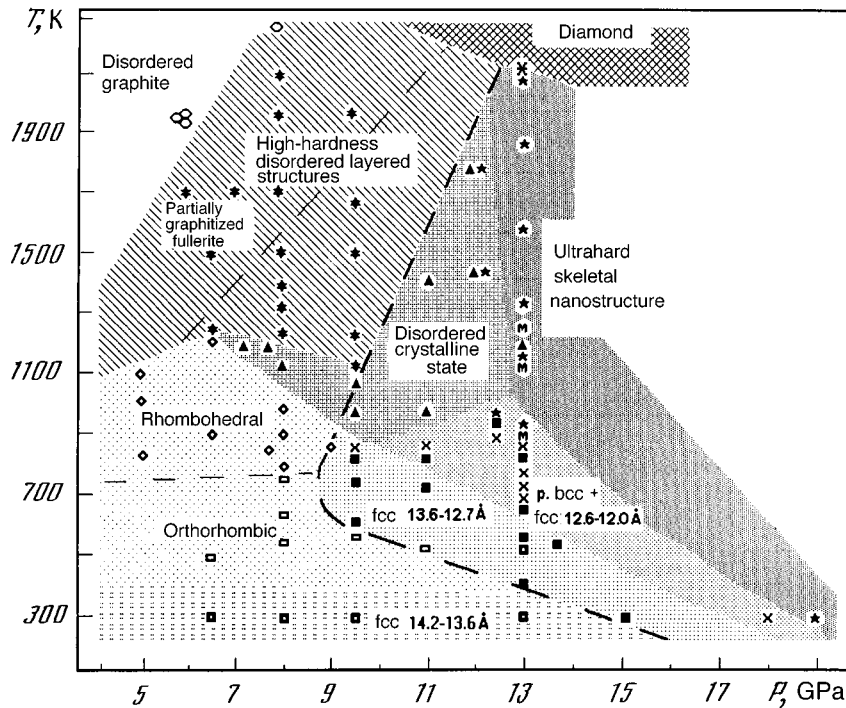 T, K
Diamond
Disordered
graphite
Ultrahard
skeletal
nanostructure
1900
High-hardness
disordered layered
structures
Partially
graphitized
fullerite
1500
M
M
Disordered
crystalline
state
1100
Rhombohedral
M
700
p. bcc +
fcc 12.6-12.0 Å
fcc 13.6-12.7 Å
Orthorhombic
300
fcc 14.2-13.6 Å
5 7 9 11 13 15 17 P, GPa